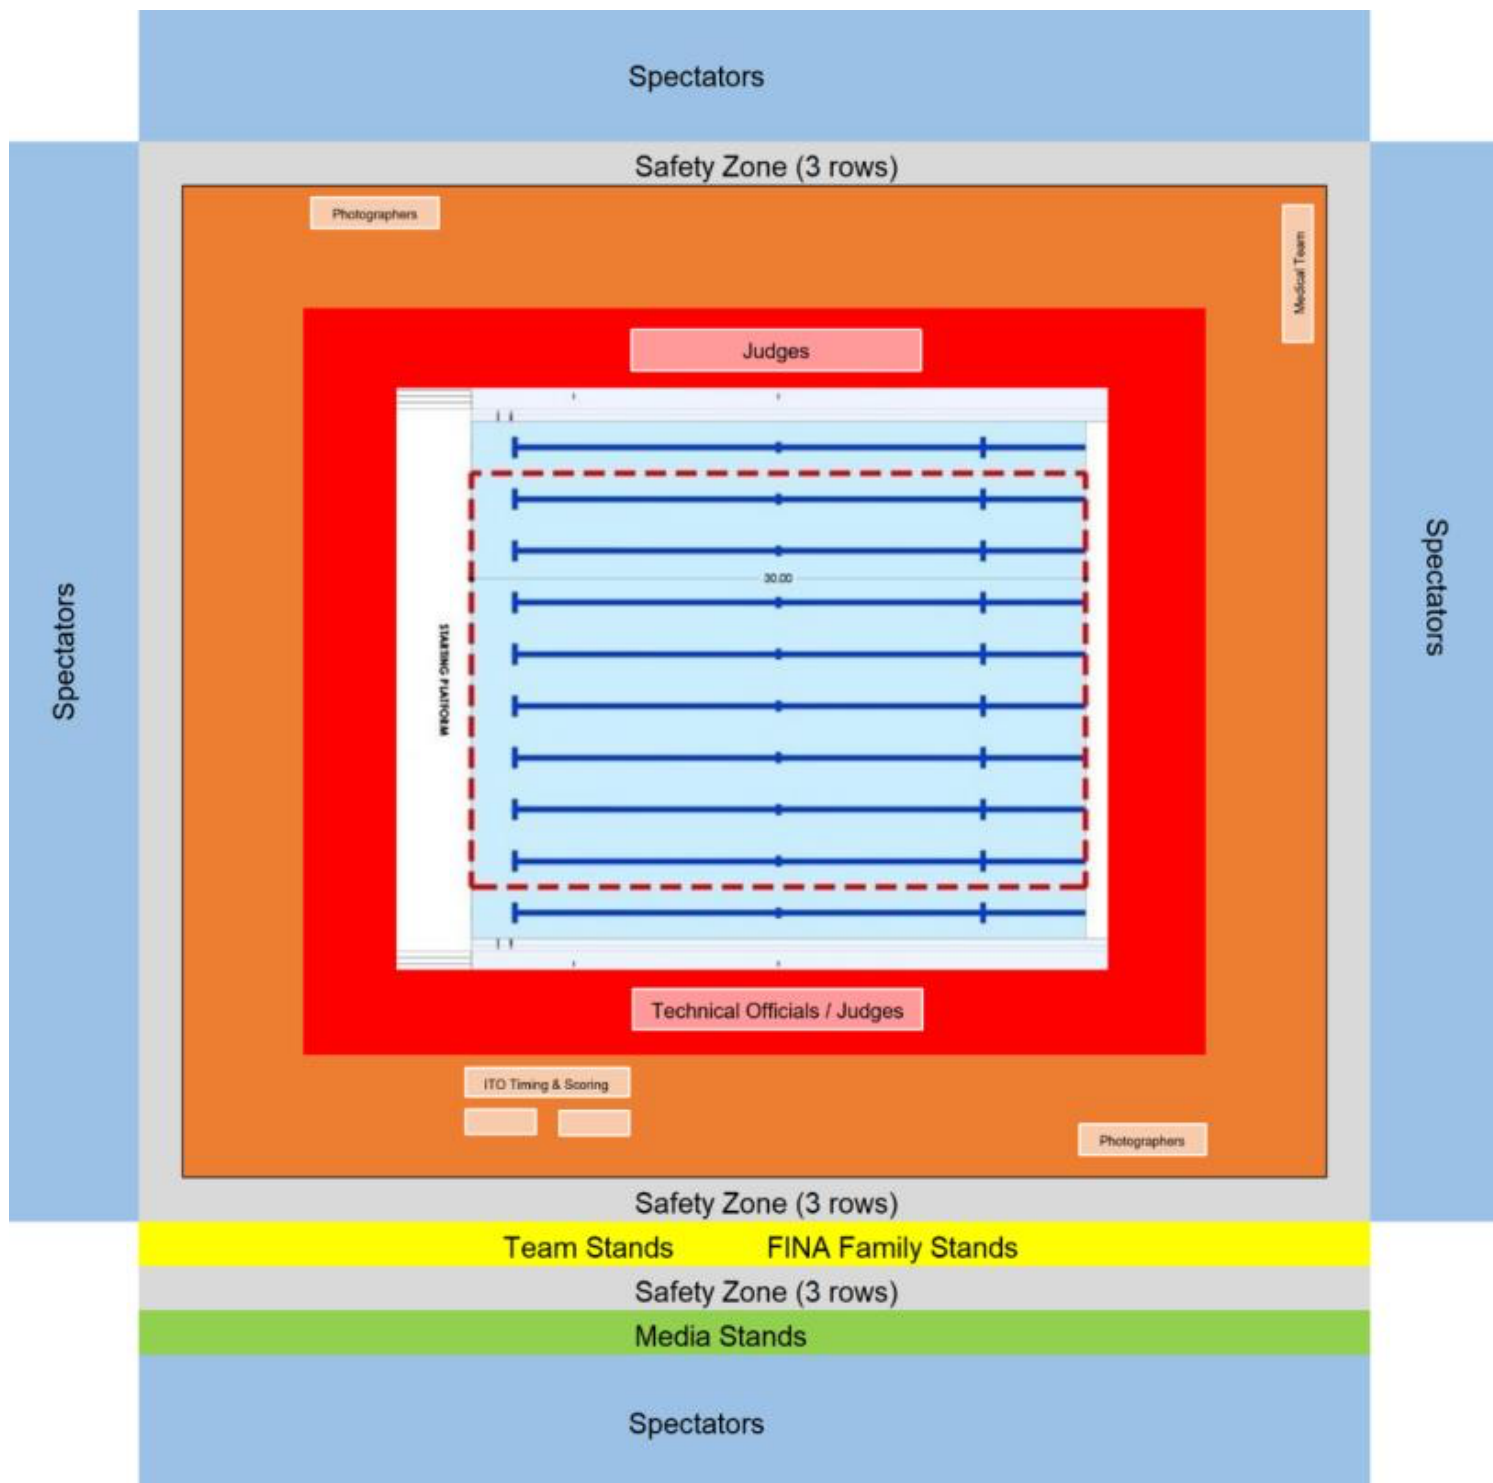 Spectators
Safety Zone (3 rows)
Photographers
Medical Team
Judges
30.00
Spectators
STARTING PLATFORM
Spectators
Technical Officials / Judges
ITO Timing & Scoring
Photographers
Safety Zone (3 rows)
Team Stands FINA Family Stands
Safety Zone (3 rows)
Media Stands
Spectators